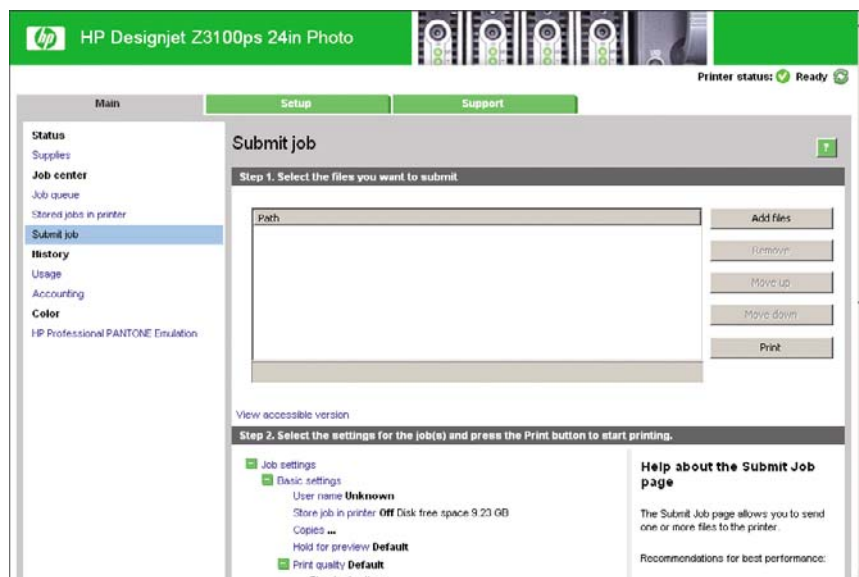 hp HP Designjet Z3100ps 24in Photo
Printer status: Ready
Main Setup Support
Status
Supplies
Job center
Job queue
Stored jobs in printer
Submit job
History
Usage
Accounting
Color
HP Professional PANTONE Emulation
Submit job
?
Step 1. Select the files you want to submit
Path
Add files
Remove
Move up
Move down
Print
View accessible version
Step 2. Select the settings for the job(s) and press the Print button to start printing.
Job settings
Basic settings
User name Unknown
Store job in printer Off Disk free space 9.23 GB
Copies ...
Hold for preview Default
Print quality Default
Help about the Submit Job
page
The Submit Job page allows you to send
one or more files to the printer.
Recommendations for best performance: